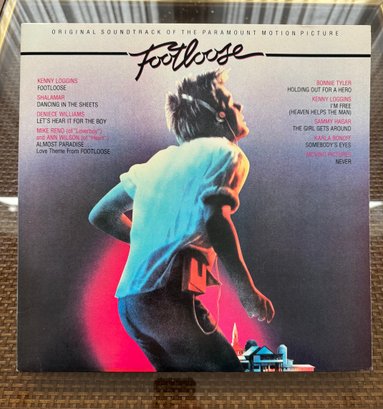 ORIGINAL SOUNDTRACK OF THE PARAMOUNT MOTION PICTURE
Footloose
KENNY LOGGINS
FOOTLOOSE
SHALAMAR
DANCING IN THE SHEETS
DENIECE WILLIAMS
LET'S HEAR IT FOR THE BOY
MIKE RENO (of "Loverboy")
and ANN WILSON (of "Heart")
ALMOST PARADISE
Love Theme From FOOTLOOSE
BONNIE TYLER
HOLDING OUT FOR A HERO
KENNY LOGGINS
I'M FREE
(HEAVEN HELPS THE MAN)
SAMMY HAGAR
THE GIRL GETS AROUND
KARLA BONOFF
SOMEBODY'S EYES
MOVING PICTURES
NEVER